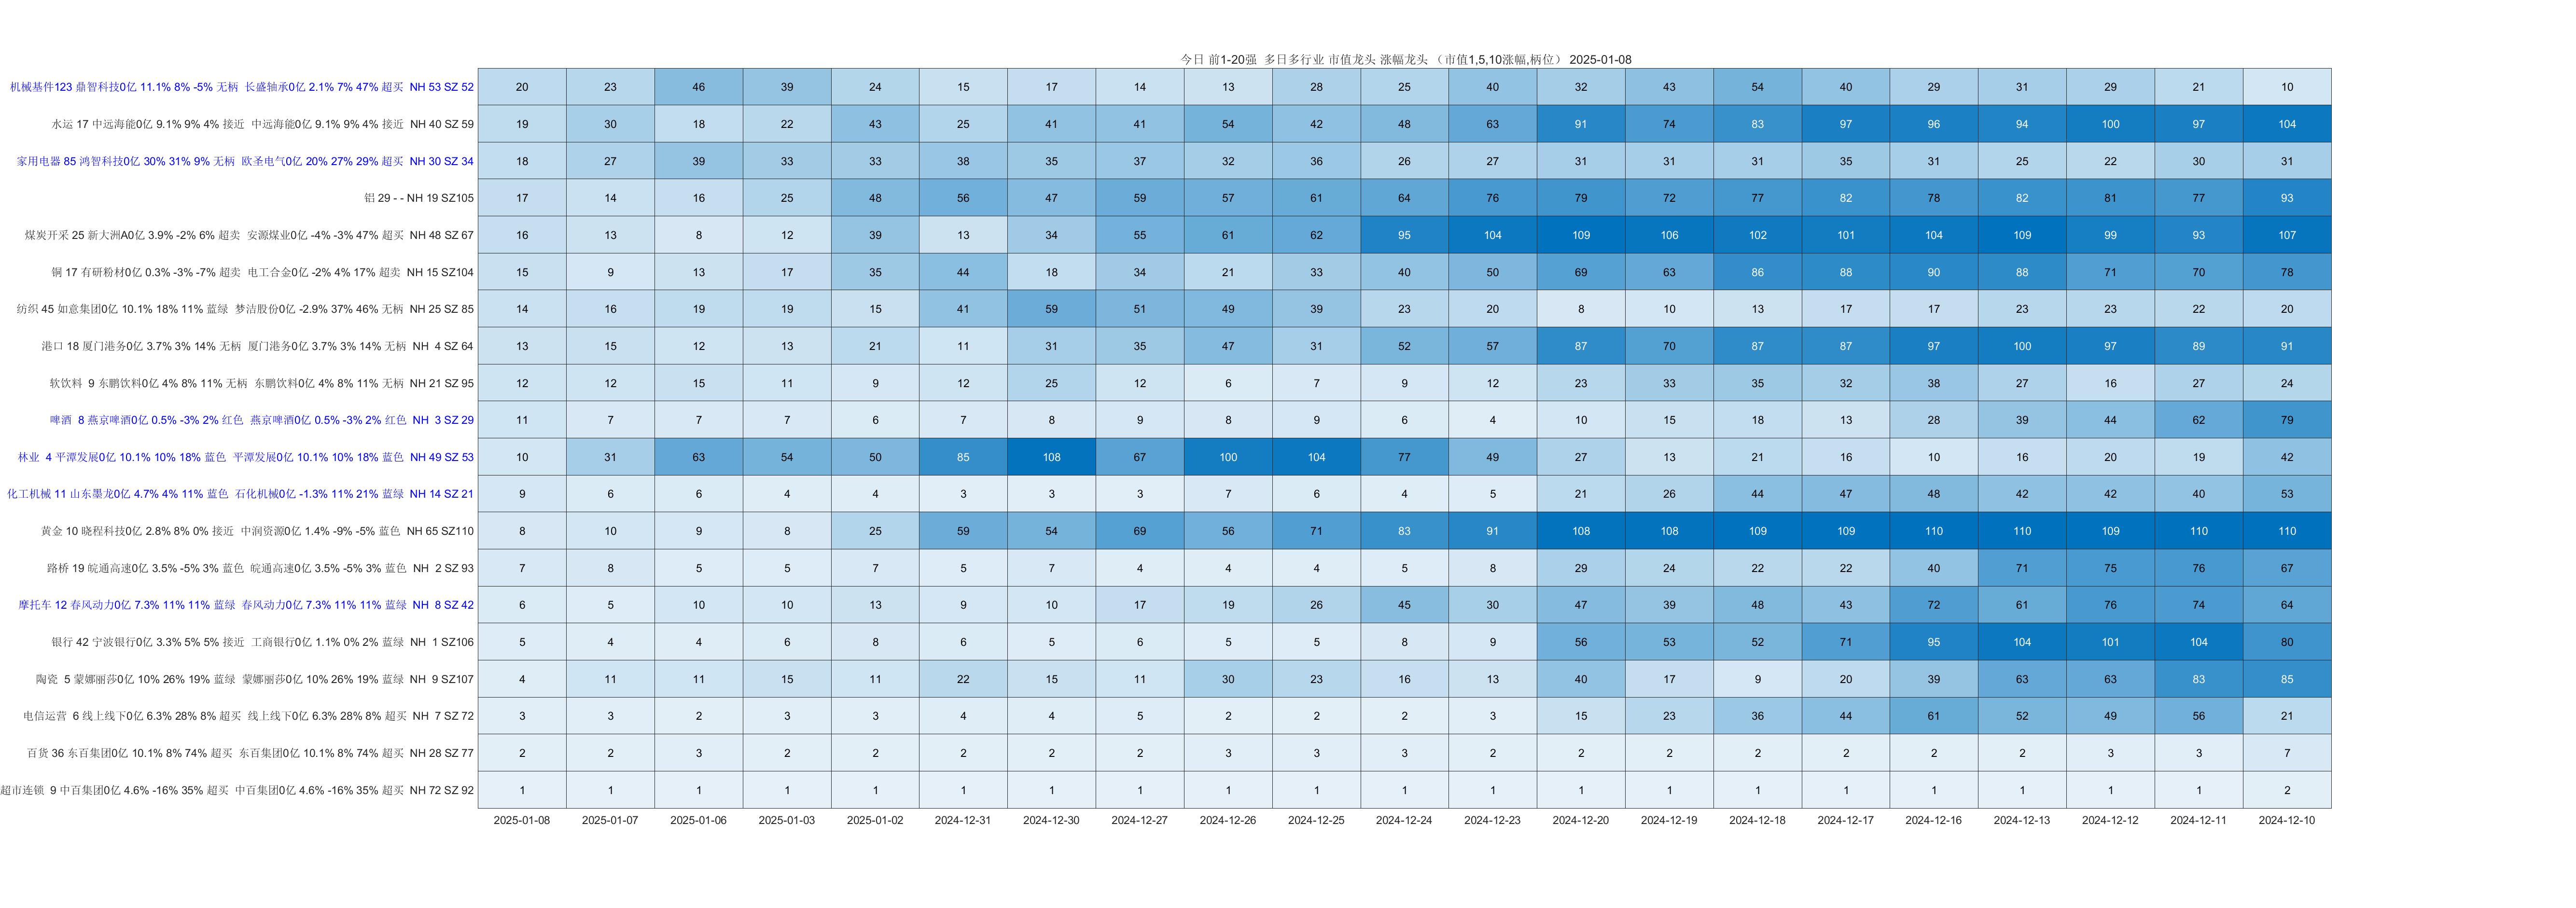 今日 前1-20强 多日多行业 市值龙头 涨幅龙头 （市值1,5,10涨幅,柄位） 2025-01-08
机械基件123 鼎智科技0亿 11.1% 8% -5% 无柄 长盛轴承0亿 2.1% 7% 47% 超买 NH 53 SZ 52 20 23 46 39 24 15 17 14 13 28 25 40 32 43 54 40 29 31 29 21 10
水运 17 中远海能0亿 9.1% 9% 4% 接近 中远海能0亿 9.1% 9% 4% 接近 NH 40 SZ 59 19 30 18 22 43 25 41 41 54 42 48 63 91 74 83 97 96 94 100 97 104
家用电器 85 鸿智科技0亿 30% 31% 9% 无柄 欧圣电气0亿 20% 27% 29% 超买 NH 30 SZ 34 18 27 39 33 33 38 35 37 32 36 26 27 31 31 31 35 31 25 22 30 31
铝 29 - - NH 19 SZ105 17 14 16 25 48 56 47 59 57 61 64 76 79 72 77 82 78 82 81 77 93
煤炭开采 25 新大洲A0亿 3.9% -2% 6% 超卖 安源煤业0亿 -4% -3% 47% 超买 NH 48 SZ 67 16 13 8 12 39 13 34 55 61 62 95 104 109 106 102 101 104 109 99 93 107
铜 17 有研粉材0亿 0.3% -3% -7% 超卖 电工合金0亿 -2% 4% 17% 超卖 NH 15 SZ104 15 9 13 17 35 44 18 34 21 33 40 50 69 63 86 88 90 88 71 70 78
纺织 45 如意集团0亿 10.1% 18% 11% 蓝绿 梦洁股份0亿 -2.9% 37% 46% 无柄 NH 25 SZ 85 14 16 19 19 15 41 59 51 49 39 23 20 8 10 13 17 17 23 23 22 20
港口 18 厦门港务0亿 3.7% 3% 14% 无柄 厦门港务0亿 3.7% 3% 14% 无柄 NH 4 SZ 64 13 15 12 13 21 11 31 35 47 31 52 57 87 70 87 87 97 100 97 89 91
软饮料 9 东鹏饮料0亿 4% 8% 11% 无柄 东鹏饮料0亿 4% 8% 11% 无柄 NH 21 SZ 95 12 12 15 11 9 12 25 12 6 7 9 12 23 33 35 32 38 27 16 27 24
啤酒 8 燕京啤酒0亿 0.5% -3% 2% 红色 燕京啤酒0亿 0.5% -3% 2% 红色 NH 3 SZ 29 11 7 7 7 6 7 8 9 8 9 6 4 10 15 18 13 28 39 44 62 79
林业 4 平潭发展0亿 10.1% 10% 18% 蓝色 平潭发展0亿 10.1% 10% 18% 蓝色 NH 49 SZ 53 10 31 63 54 50 85 108 67 100 104 77 49 27 13 21 16 10 16 20 19 42
化工机械 11 山东墨龙0亿 4.7% 4% 11% 蓝色 石化机械0亿 -1.3% 11% 21% 蓝绿 NH 14 SZ 21 9 6 6 4 4 3 3 3 7 6 4 5 21 26 44 47 48 42 42 40 53
黄金 10 晓程科技0亿 2.8% 8% 0% 接近 中润资源0亿 1.4% -9% -5% 蓝色 NH 65 SZ110 8 10 9 8 25 59 54 69 56 71 83 91 108 108 109 109 110 110 109 110 110
路桥 19 皖通高速0亿 3.5% -5% 3% 蓝色 皖通高速0亿 3.5% -5% 3% 蓝色 NH 2 SZ 93 7 8 5 5 7 5 7 4 4 4 5 8 29 24 22 22 40 71 75 76 67
摩托车 12 春风动力0亿 7.3% 11% 11% 蓝绿 春风动力0亿 7.3% 11% 11% 蓝绿 NH 8 SZ 42 6 5 10 10 13 9 10 17 19 26 45 30 47 39 48 43 72 61 76 74 64
银行 42 宁波银行0亿 3.3% 5% 5% 接近 工商银行0亿 1.1% 0% 2% 蓝绿 NH 1 SZ106 5 4 4 6 8 6 5 6 5 5 8 9 56 53 52 71 95 104 101 104 80
陶瓷 5 蒙娜丽莎0亿 10% 26% 19% 蓝绿 蒙娜丽莎0亿 10% 26% 19% 蓝绿 NH 9 SZ107 4 11 11 15 11 22 15 11 30 23 16 13 40 17 9 20 39 63 63 83 85
电信运营 6 线上线下0亿 6.3% 28% 8% 超买 线上线下0亿 6.3% 28% 8% 超买 NH 7 SZ 72 3 3 2 3 3 4 4 5 2 2 2 3 15 23 36 44 61 52 49 56 21
百货 36 东百集团0亿 10.1% 8% 74% 超买 东百集团0亿 10.1% 8% 74% 超买 NH 28 SZ 77 2 2 3 2 2 2 2 2 3 3 3 2 2 2 2 2 2 2 3 3 7
超市连锁 9 中百集团0亿 4.6% -16% 35% 超买 中百集团0亿 4.6% -16% 35% 超买 NH 72 SZ 92 1 1 1 1 1 1 1 1 1 1 1 1 1 1 1 1 1 1 1 1 2
2025-01-08 2025-01-07 2025-01-06 2025-01-03 2025-01-02 2024-12-31 2024-12-30 2024-12-27 2024-12-26 2024-12-25 2024-12-24 2024-12-23 2024-12-20 2024-12-19 2024-12-18 2024-12-17 2024-12-16 2024-12-13 2024-12-12 2024-12-11 2024-12-10